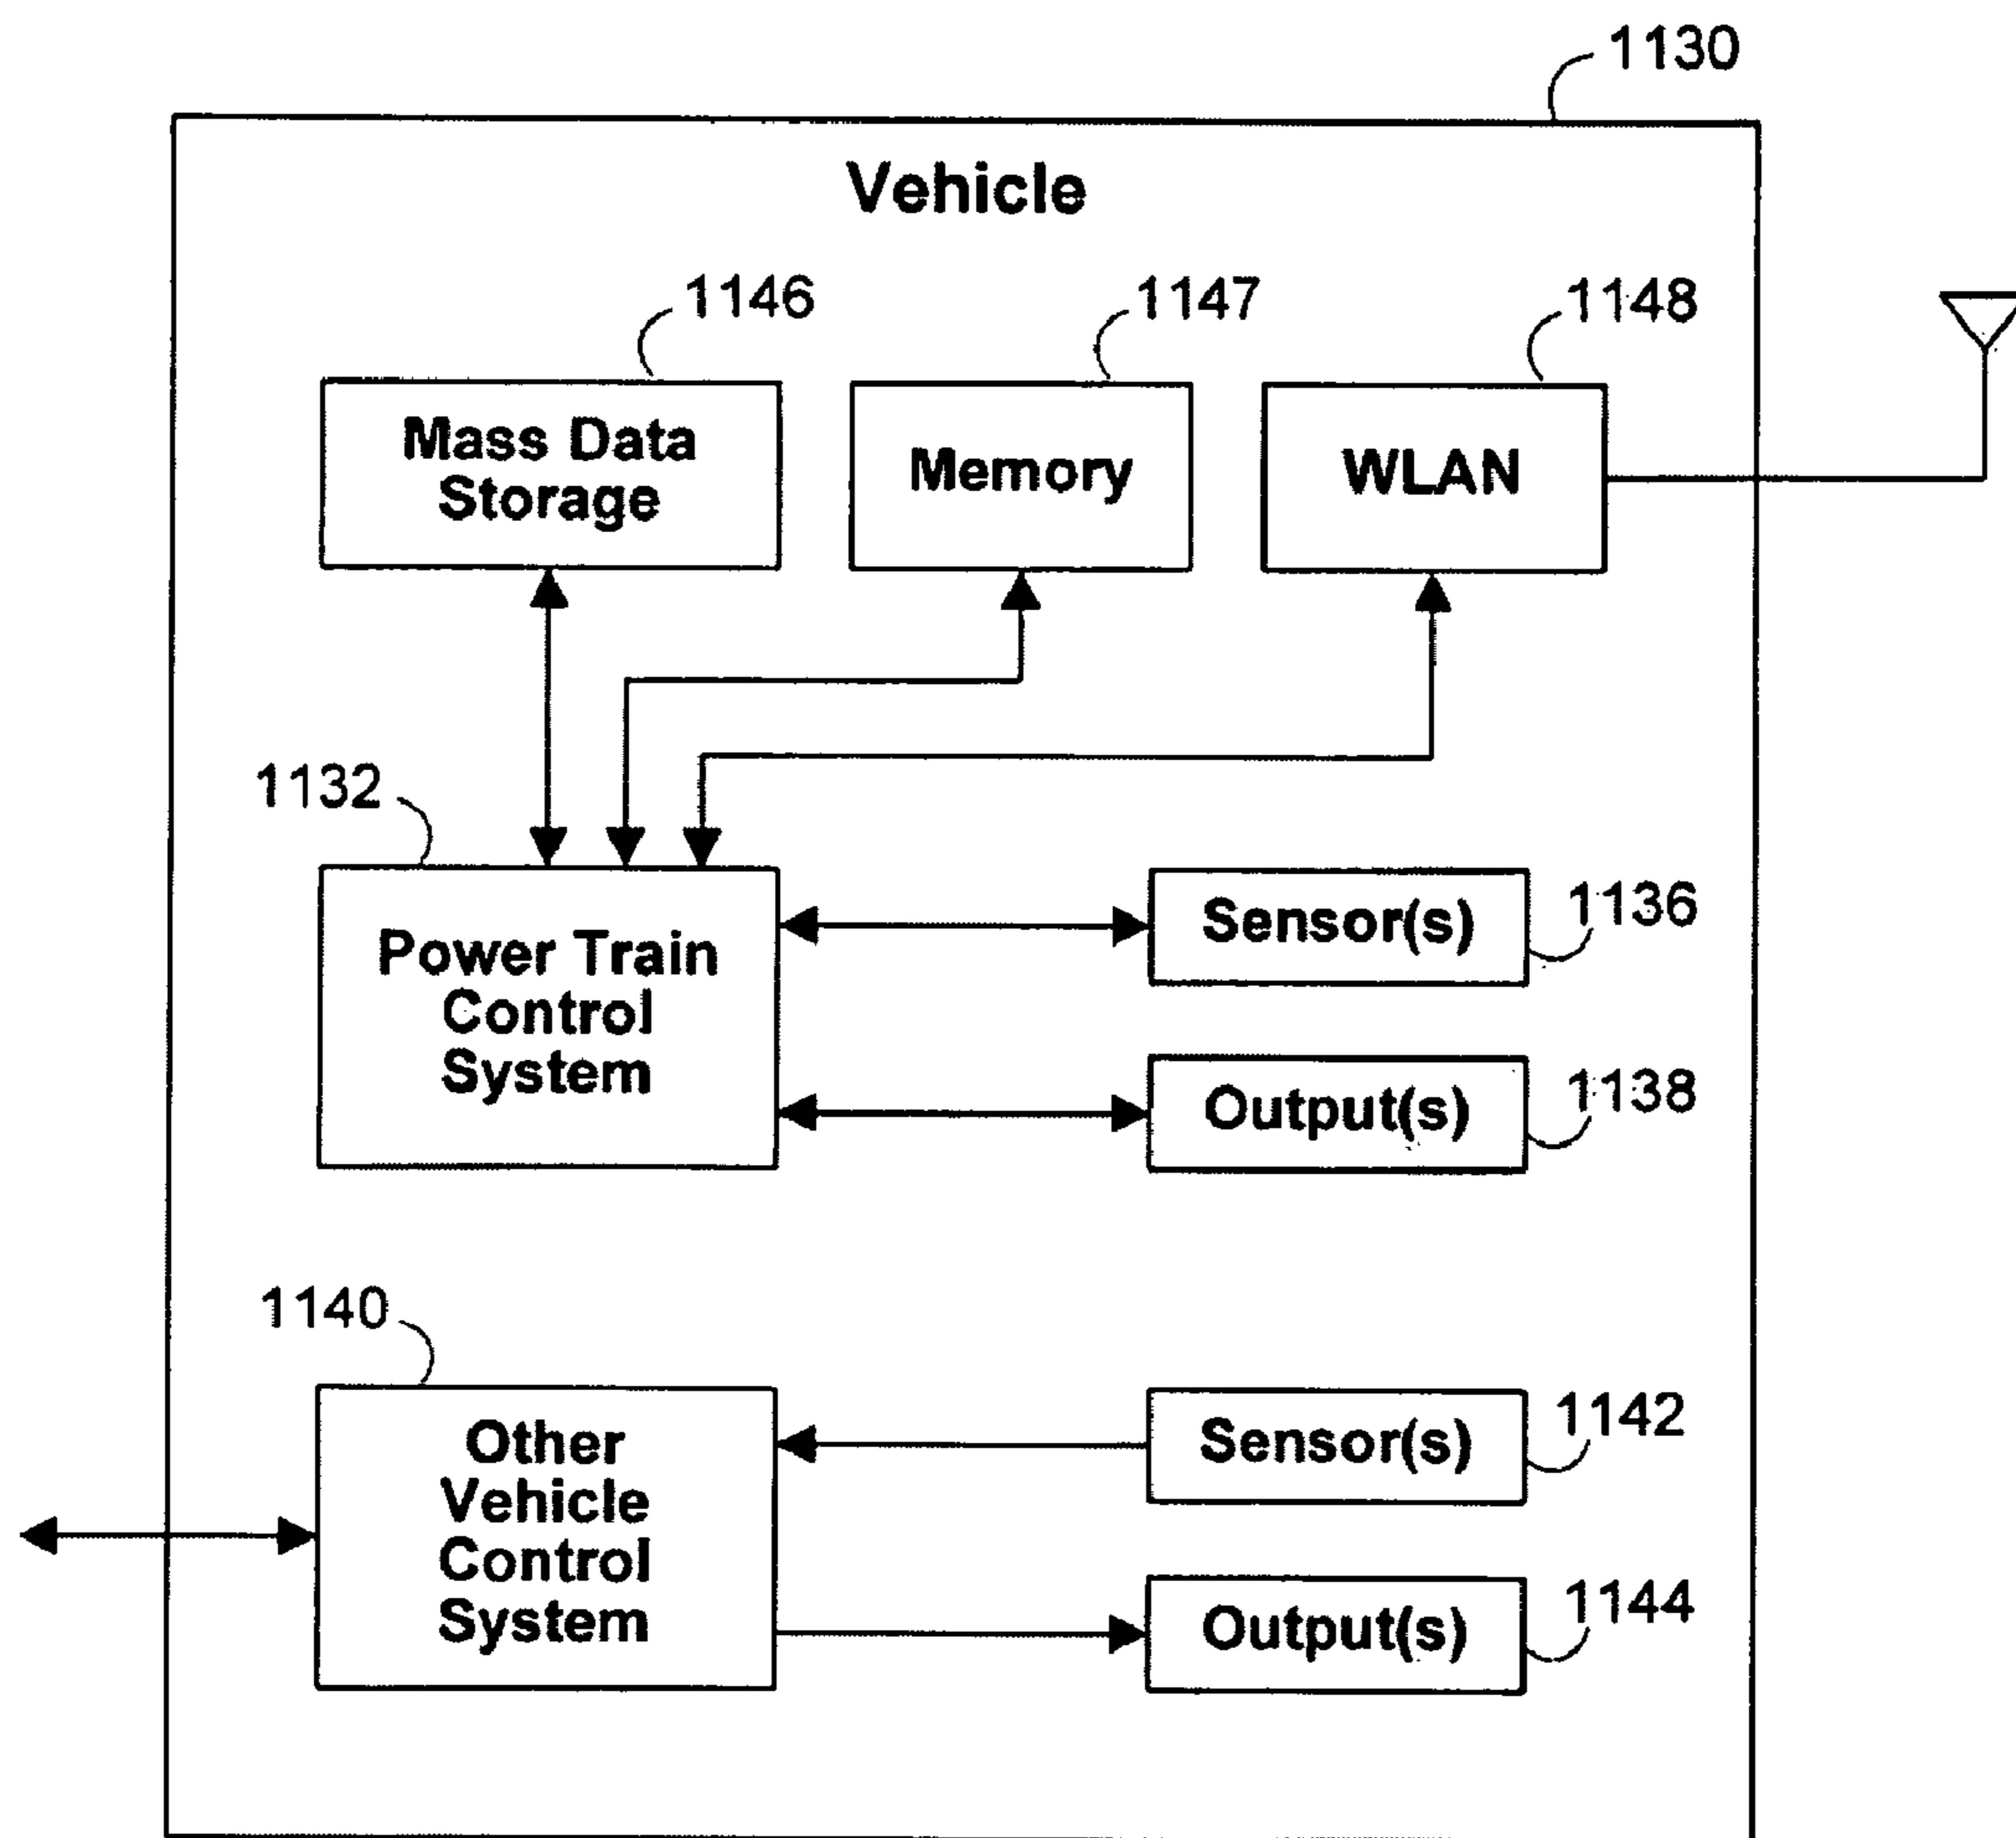 1130
Vehicle
1146
1147
1148
Mass Data
Storage
Memory
WLAN
1132
Power Train
Control
System
Sensor(s)
1136
Output(s)
1138
1140
Other
Vehicle
Control
System
Sensor(s)
1142
Output(s)
1144